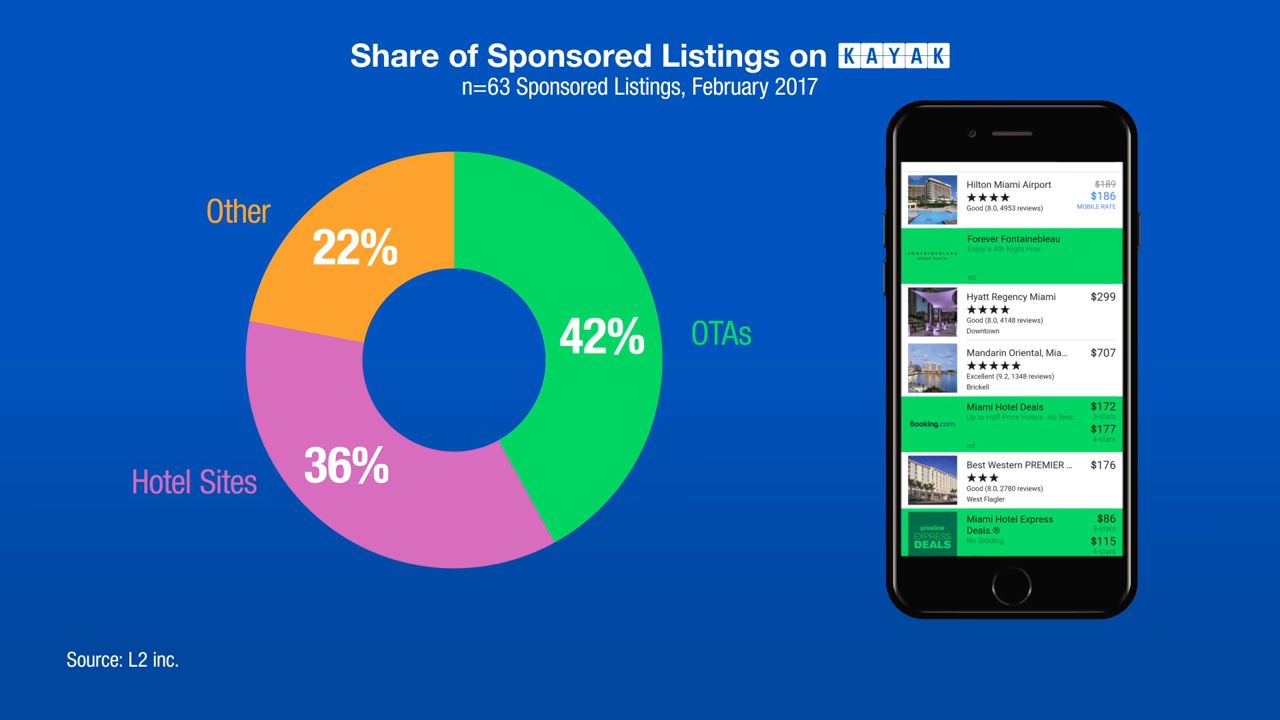 Share of Sponsored Listings on KAYAK
n=63 Sponsored Listings, February 2017
Other
22%
42%
OTAs
36%
Hotel Sites
Hilton Miami Airport
$189
★★★★
$186
Good (8.0, 4953 reviews)
MOBILE RATE
FONTAINEBLEAU
MIAMI BEACH
Forever Fontainebleau
Enjoy a 4th Night Free
ad
Hyatt Regency Miami
$299
★★★★
Good (8.0, 4148 reviews)
Downtown
Mandarin Oriental, Mia...
$707
★★★★★
Excellent (9.2, 1348 reviews)
Brickell
Booking.com
Miami Hotel Deals
$172
Up to Half-Price Hotels. No fees.
3-stars
$177
4-stars
ad
Best Western PREMIER ...
$176
★★★
Good (8.0, 2780 reviews)
West Flagler
priceline
EXPRESS
DEALS
Miami Hotel Express
Deals.®
$86
3-stars
No Bidding.
$115
4-stars
Source: L2 inc.